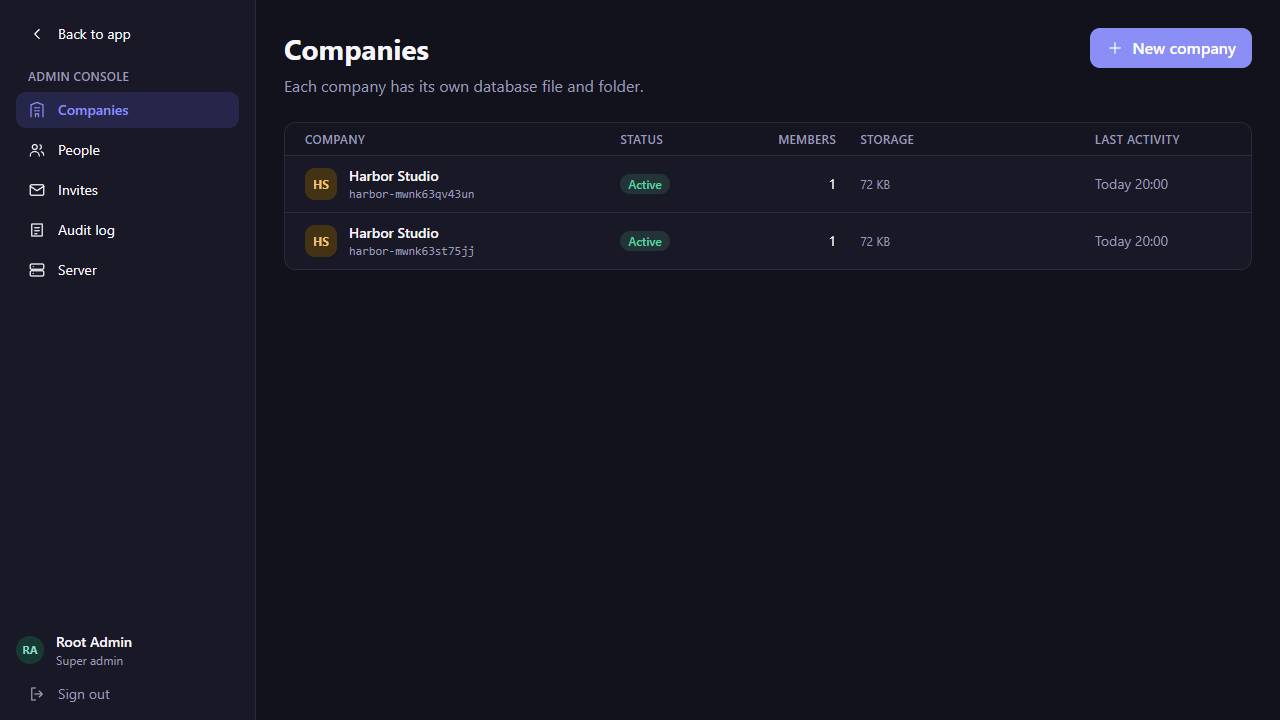 Back to app
ADMIN CONSOLE
Companies
People
Invites
Audit log
Server
RA
Root Admin
Super admin
Sign out
Companies
Each company has its own database file and folder.
New company
COMPANY STATUS MEMBERS STORAGE LAST ACTIVITY
HS Harbor Studio Active 1 72 KB Today 20:00
harbor-mwnk63qv43un
HS Harbor Studio Active 1 72 KB Today 20:00
harbor-mwnk63st75jj